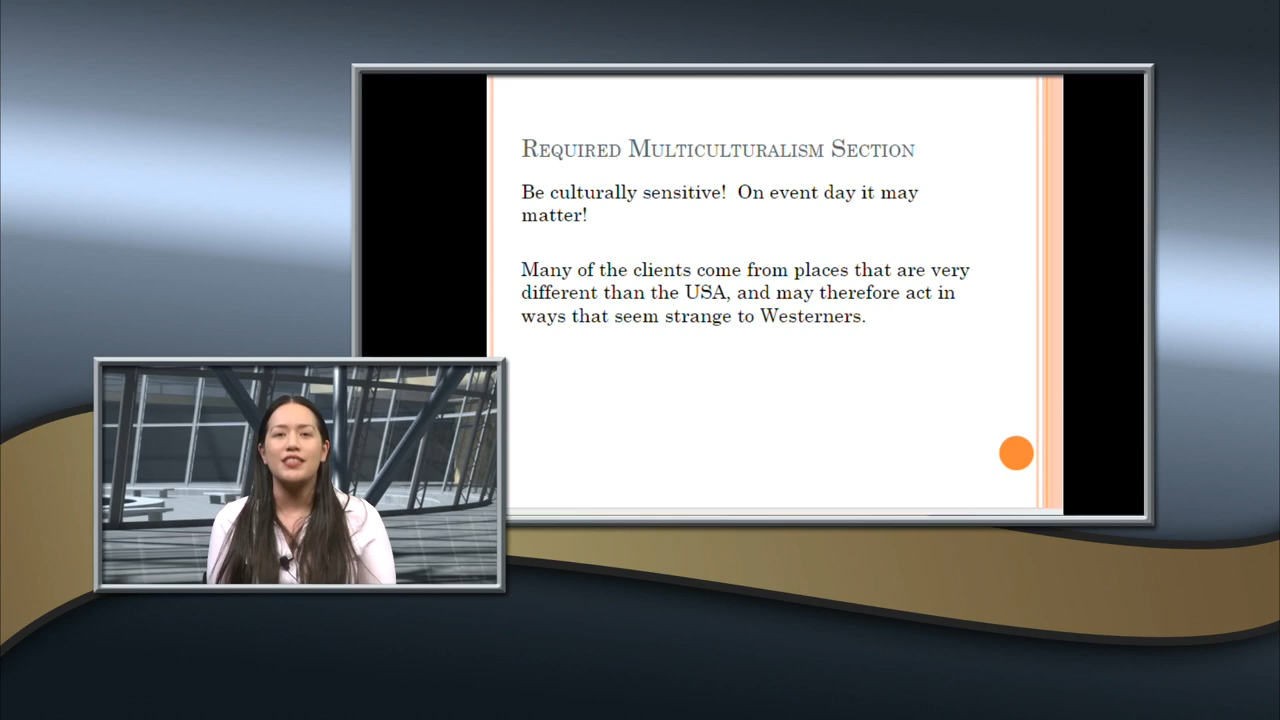 Required Multiculturalism Section
Be culturally sensitive!  On event day it may
matter!
Many of the clients come from places that are very
different than the USA, and may therefore act in
ways that seem strange to Westerners.